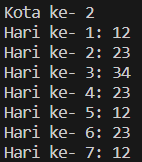 Kota ke- 2
Hari ke- 1: 12
Hari ke- 2: 23
Hari ke- 3: 34
Hari ke- 4: 23
Hari ke- 5: 12
Hari ke- 6: 23
Hari ke- 7: 12